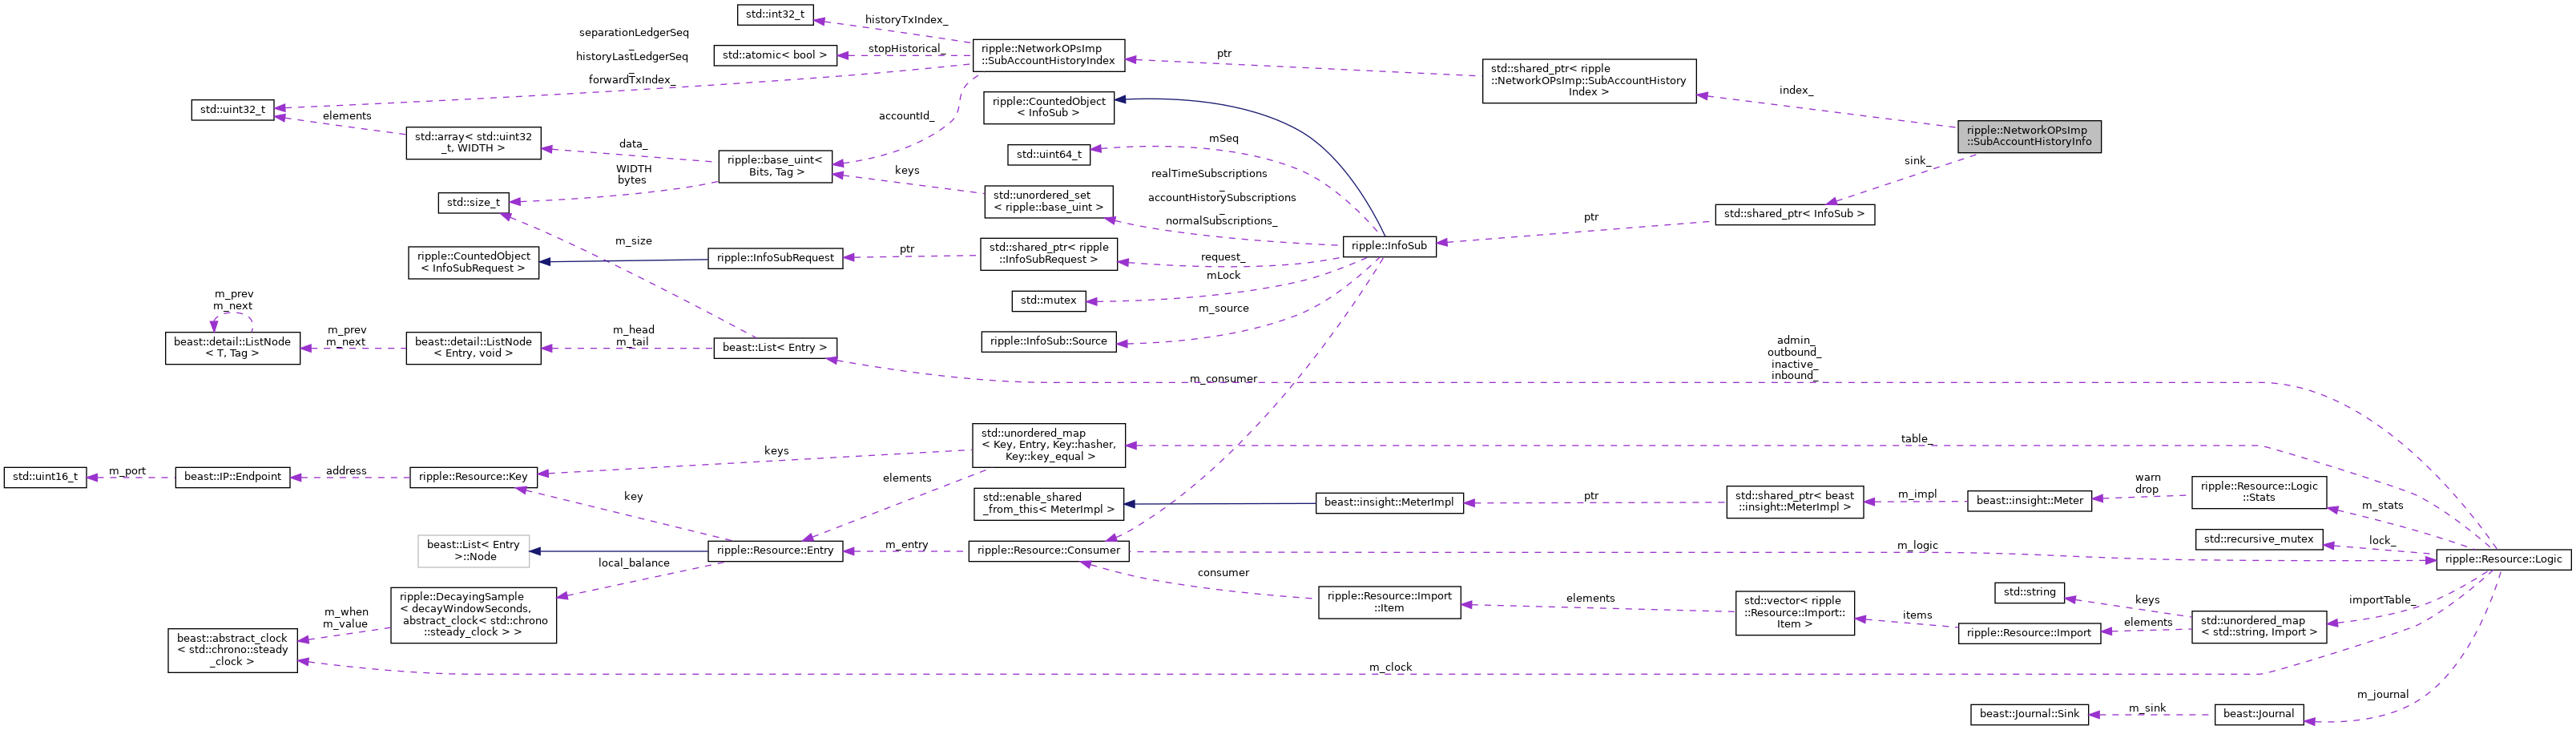 std::int32_t
historyTxIndex_
separationLedgerSeq
_
historyLastLedgerSeq
_
forwardTxIndex_
std::atomic< bool >
stopHistorical_
ripple::NetworkOPsImp
::SubAccountHistoryIndex
ptr
std::shared_ptr< ripple
::NetworkOPsImp::SubAccountHistory
Index >
index_
std::uint32_t
elements
std::array< std::uint32
_t, WIDTH >
data_
WIDTH
bytes
ripple::base_uint<
Bits, Tag >
accountId_
keys
ripple::CountedObject
< InfoSub >
std::uint64_t
mSeq
realTimeSubscriptions
_
accountHistorySubscriptions
_
normalSubscriptions_
std::unordered_set
< ripple::base_uint >
ripple::NetworkOPsImp
::SubAccountHistoryInfo
sink_
std::shared_ptr< InfoSub >
ptr
ripple::InfoSub
std::size_t
m_size
ripple::CountedObject
< InfoSubRequest >
ripple::InfoSubRequest
ptr
std::shared_ptr< ripple
::InfoSubRequest >
request_
mLock
std::mutex
m_source
ripple::InfoSub::Source
m_prev
m_next
beast::detail::ListNode
< T, Tag >
m_prev
m_next
beast::detail::ListNode
< Entry, void >
m_head
m_tail
beast::List< Entry >
m_consumer
admin_
outbound_
inactive_
inbound_
std::uint16_t
m_port
beast::IP::Endpoint
address
ripple::Resource::Key
keys
key
std::unordered_map
< Key, Entry, Key::hasher,
Key::key_equal >
elements
table_
std::enable_shared
_from_this< MeterImpl >
beast::insight::MeterImpl
ptr
std::shared_ptr< beast
::insight::MeterImpl >
m_impl
beast::insight::Meter
warn
drop
ripple::Resource::Logic
::Stats
m_stats
std::recursive_mutex
lock_
ripple::Resource::Logic
beast::List< Entry
>::Node
ripple::Resource::Entry
m_entry
ripple::Resource::Consumer
m_logic
local_balance
consumer
ripple::DecayingSample
< decayWindowSeconds,
abstract_clock< std::chrono
::steady_clock > >
m_when
m_value
beast::abstract_clock
< std::chrono::steady
_clock >
ripple::Resource::Import
::Item
elements
std::vector< ripple
::Resource::Import::
Item >
items
ripple::Resource::Import
std::string
keys
elements
std::unordered_map
< std::string, Import >
importTable_
m_clock
m_journal
beast::Journal::Sink
m_sink
beast::Journal